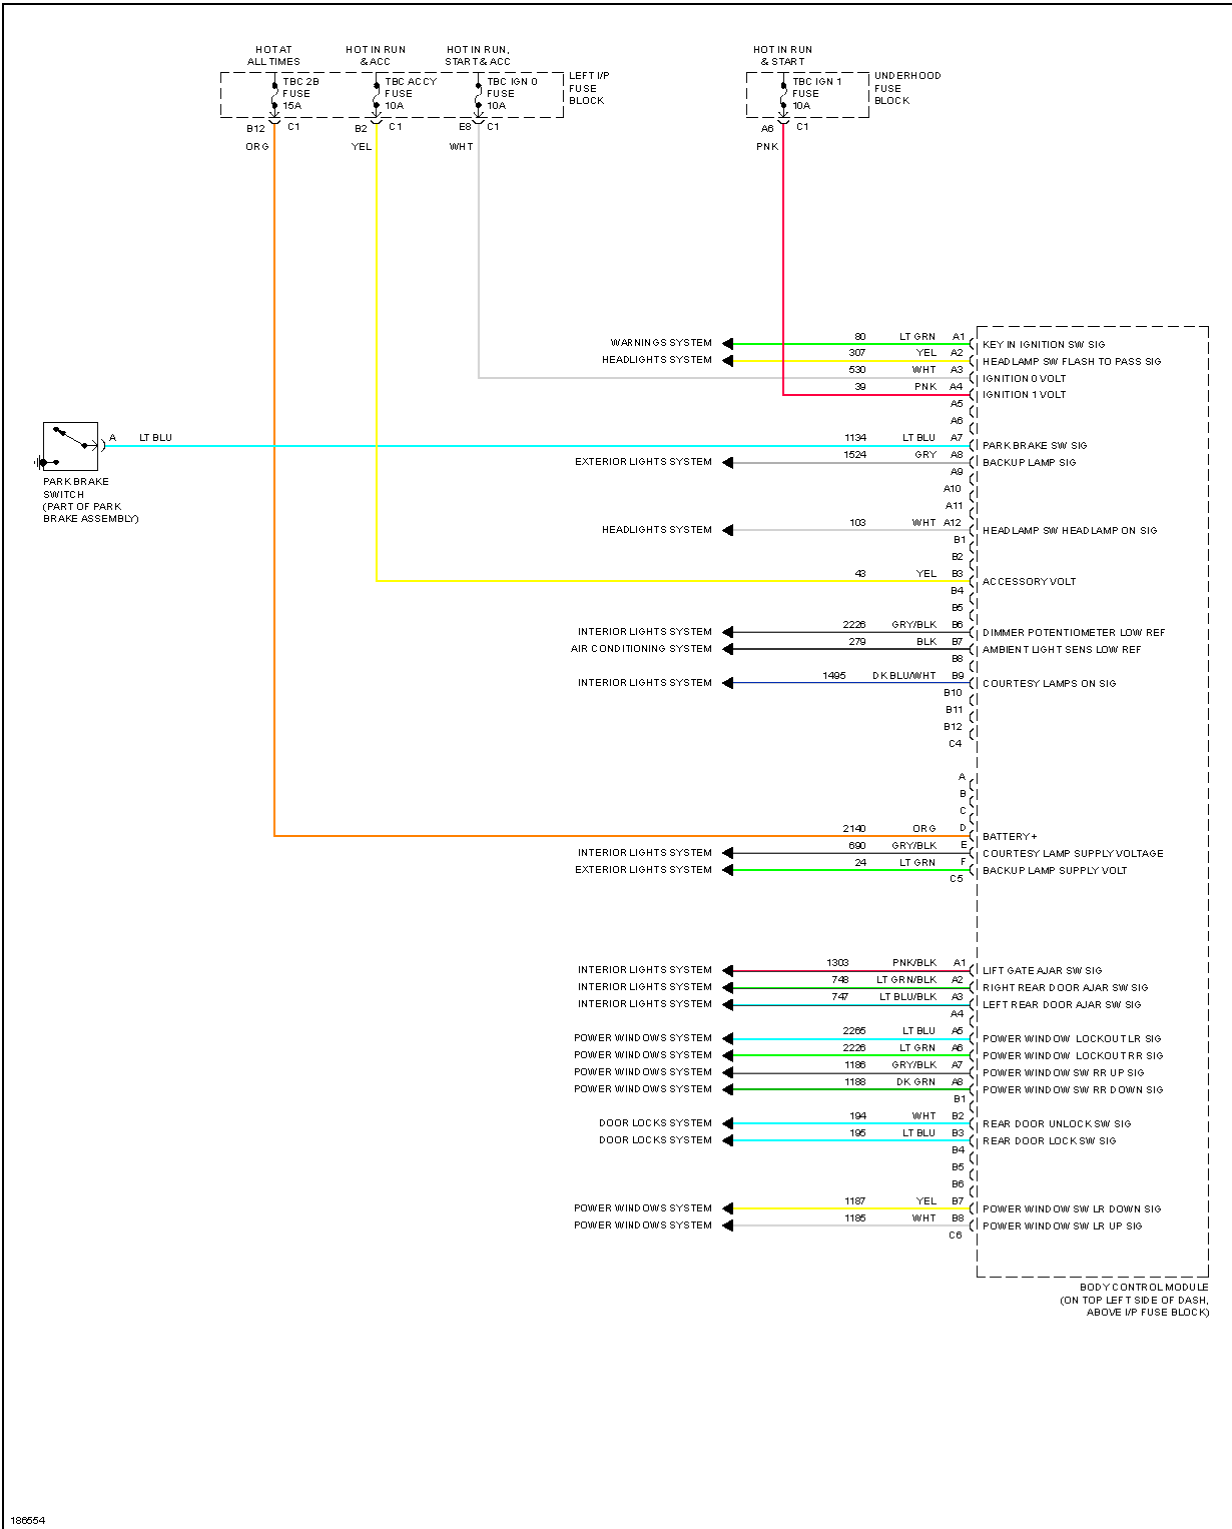 HOT AT
ALL TIMES
HOT IN RUN
& ACC
HOT IN RUN,
START & ACC
HOT IN RUN
& START
TBC 2B
FUSE
15A
TBC ACCY
FUSE
10A
TBC IGN 0
FUSE
10A
LEFT I/P
FUSE
BLOCK
TBC IGN 1
FUSE
10A
UNDERHOOD
FUSE
BLOCK
B12 C1
B2 C1
E8 C1
A6 C1
ORG
YEL
WHT
PNK
WARNINGS SYSTEM 80 LT GRN A1 KEY IN IGNITION SW SIG
HEADLIGHTS SYSTEM 307 YEL A2 HEADLAMP SW FLASH TO PASS SIG
530 WHT A3 IGNITION 0 VOLT
39 PNK A4 IGNITION 1 VOLT
A5
A6
A LT BLU 1134 LT BLU A7 PARK BRAKE SW SIG
EXTERIOR LIGHTS SYSTEM 1524 GRY A8 BACKUP LAMP SIG
PARK BRAKE
SWITCH
(PART OF PARK
BRAKE ASSEMBLY)
A9
A10
A11
HEADLIGHTS SYSTEM 103 WHT A12 HEADLAMP SW HEADLAMP ON SIG
B1
B2
43 YEL B3 ACCESSORY VOLT
B4
B5
INTERIOR LIGHTS SYSTEM 2226 GRY/BLK B6 DIMMER POTENTIOMETER LOW REF
AIR CONDITIONING SYSTEM 279 BLK B7 AMBIENT LIGHT SENS LOW REF
B8
INTERIOR LIGHTS SYSTEM 1495 DK BLU/WHT B9 COURTESY LAMPS ON SIG
B10
B11
B12
C4
A
B
C
2140 ORG D BATTERY+
INTERIOR LIGHTS SYSTEM 690 GRY/BLK E COURTESY LAMP SUPPLY VOLTAGE
EXTERIOR LIGHTS SYSTEM 24 LT GRN F BACKUP LAMP SUPPLY VOLT
C5
INTERIOR LIGHTS SYSTEM 1303 PNK/BLK A1 LIFT GATE AJAR SW SIG
INTERIOR LIGHTS SYSTEM 748 LT GRN/BLK A2 RIGHT REAR DOOR AJAR SW SIG
INTERIOR LIGHTS SYSTEM 747 LT BLU/BLK A3 LEFT REAR DOOR AJAR SW SIG
A4
POWER WINDOWS SYSTEM 2265 LT BLU A5 POWER WINDOW LOCKOUT LR SIG
POWER WINDOWS SYSTEM 2226 LT GRN A6 POWER WINDOW LOCKOUT RR SIG
POWER WINDOWS SYSTEM 1186 GRY/BLK A7 POWER WINDOW SW RR UP SIG
POWER WINDOWS SYSTEM 1188 DK GRN A8 POWER WINDOW SW RR DOWN SIG
B1
DOOR LOCKS SYSTEM 194 WHT B2 REAR DOOR UNLOCK SW SIG
DOOR LOCKS SYSTEM 195 LT BLU B3 REAR DOOR LOCK SW SIG
B4
B5
B6
POWER WINDOWS SYSTEM 1187 YEL B7 POWER WINDOW SW LR DOWN SIG
POWER WINDOWS SYSTEM 1185 WHT B8 POWER WINDOW SW LR UP SIG
C6
BODY CONTROL MODULE
(ON TOP LEFT SIDE OF DASH,
ABOVE I/P FUSE BLOCK)
186554